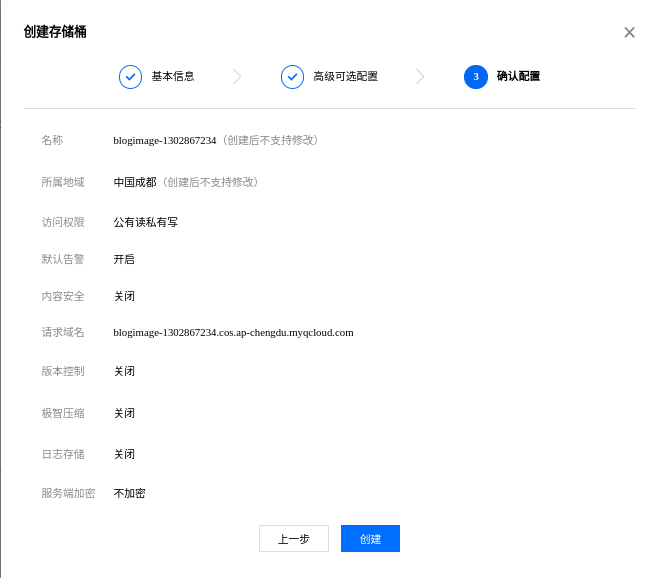 创建存储桶
基本信息 高级可选配置 3 确认配置
名称 blogimage-1302867234（创建后不支持修改）
所属地域 中国成都（创建后不支持修改）
访问权限 公有读私有写
默认告警 开启
内容安全 关闭
请求域名 blogimage-1302867234.cos.ap-chengdu.myqcloud.com
版本控制 关闭
极智压缩 关闭
日志存储 关闭
服务端加密 不加密
上一步 创建